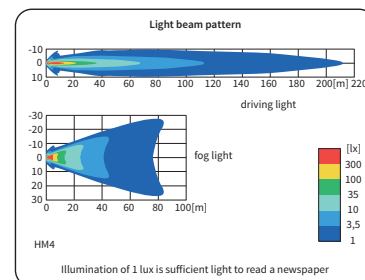 Light beam pattern
-10
0
10
0 20 40 60 80 100 120 140 160 180 200[m] 220
driving light
-30
-20
-10
0
10
20
30
0 20 40 60 80 100[m]
fog light
[lx]
300
100
35
10
3,5
1
HM4
Illumination of 1 lux is sufficient light to read a newspaper